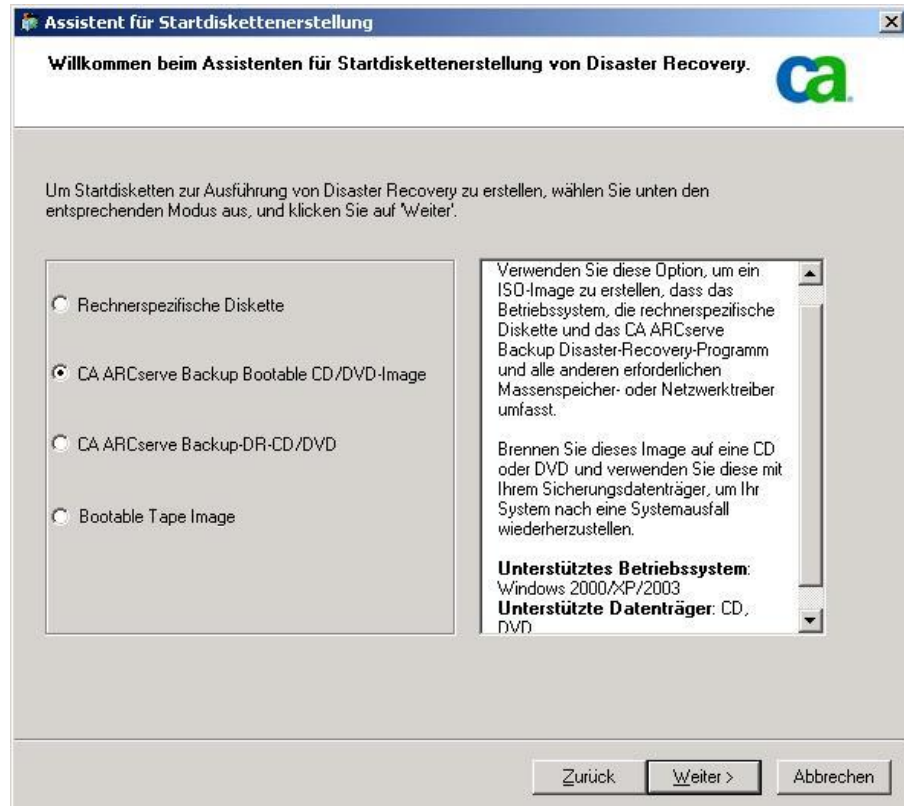 Assistent für Startdiskettenerstellung
Willkommen beim Assistenten für Startdiskettenerstellung von Disaster Recovery.
ca
Um Startdisketten zur Ausführung von Disaster Recovery zu erstellen, wählen Sie unten den
entsprechenden Modus aus, und klicken Sie auf 'Weiter'.
Rechnerspezifische Diskette
CA ARCserve Backup Bootable CD/DVD-Image
CA ARCserve Backup-DR-CD/DVD
Bootable Tape Image
Verwenden Sie diese Option, um ein
ISO-Image zu erstellen, dass das
Betriebssystem, die rechnerspezifische
Diskette und das CA ARCserve
Backup Disaster-Recovery-Programm
und alle anderen erforderlichen
Massenspeicher- oder Netzwerktreiber
umfasst.
Brennen Sie dieses Image auf eine CD
oder DVD und verwenden Sie diese mit
Ihrem Sicherungsdatenträger, um Ihr
System nach eine Systemausfall
wiederherzustellen.
Unterstütztes Betriebssystem:
Windows 2000/XP/2003
Unterstützte Datenträger: CD,
DVD
Zurück
Weiter >
Abbrechen